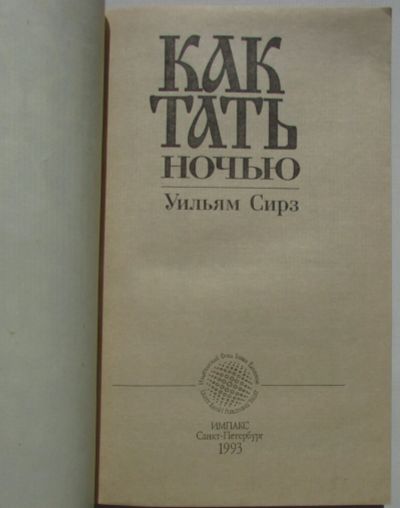 КАК
ТАТЬ
НОЧЬЮ
Уильям Сирз
ИМПАКС
Санкт-Петербург
1993